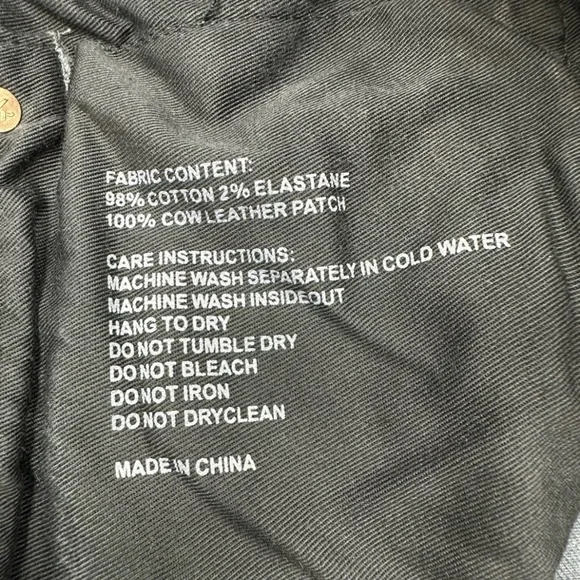 FABRIC CONTENT:
98% COTTON 2% ELASTANE
100% COW LEATHER PATCH
CARE INSTRUCTIONS:
MACHINE WASH SEPARATELY IN COLD WATER
MACHINE WASH INSIDEOUT
HANG TO DRY
DO NOT TUMBLE DRY
DO NOT BLEACH
DO NOT IRON
DO NOT DRYCLEAN
MADE IN CHINA